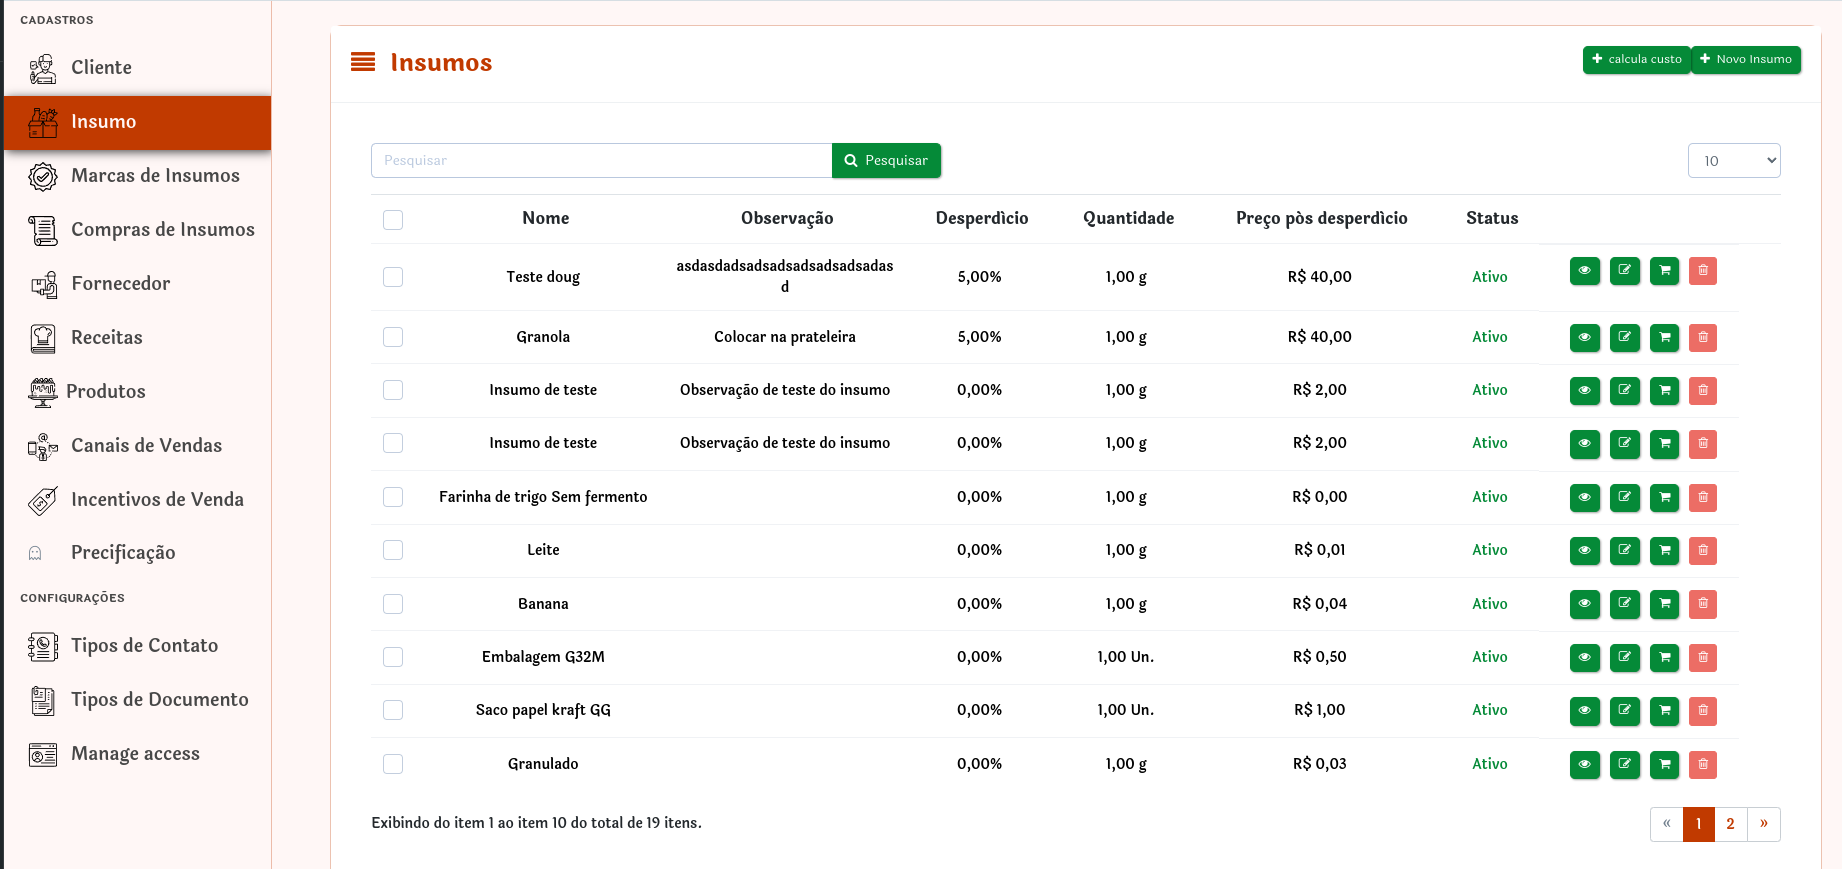 CADASTROS
Cliente
Insumo
Marcas de Insumos
Compras de Insumos
Fornecedor
Receitas
Produtos
Canais de Vendas
Incentivos de Venda
Precificação
CONFIGURAÇÕES
Tipos de Contato
Tipos de Documento
Manage access
Insumos
calcula custo Novo Insumo
Pesquisar Pesquisar 10
Nome Observação Desperdìcio Quantidade Preço pòs desperdìcio Status
Teste doug asdasdadsadsadsadsadsadsadas 5,00% 1,00 g R$ 40,00 Ativo
d
Granola Colocar na prateleira 5,00% 1,00 g R$ 40,00 Ativo
Insumo de teste Observação de teste do insumo 0,00% 1,00 g R$ 2,00 Ativo
Insumo de teste Observação de teste do insumo 0,00% 1,00 g R$ 2,00 Ativo
Farinha de trigo Sem fermento 0,00% 1,00 g R$ 0,00 Ativo
Leite 0,00% 1,00 g R$ 0,01 Ativo
Banana 0,00% 1,00 g R$ 0,04 Ativo
Embalagem G32M 0,00% 1,00 Un. R$ 0,50 Ativo
Saco papel kraft GG 0,00% 1,00 Un. R$ 1,00 Ativo
Granulado 0,00% 1,00 g R$ 0,03 Ativo
Exibindo do item 1 ao item 10 do total de 19 itens.
« 1 2 »